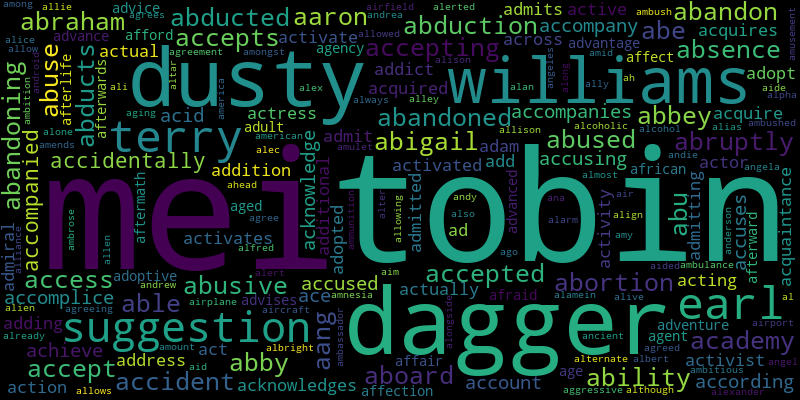 among allie advice abducted aaron admits active alerted ambush abandon
agrees abraham andrea airfield
alice advance accepts afford abduction accompany abe acquires absence
allow actual activate agency accepting across advantage amusement
android abuse afterlife abducts afterwards dusty altar amongst allowed alison along williams amid affect adopt
ambition ali always alex addict acquired angeles ally ah aide alpha
abandoning alone aging america actress abandoned alley alan accompanies abbey acquire
amends terry acid adult american alcoholic alcohol alias ambushed
accompanied accidentally alec admit abigail allison adam abused abruptly
addition amulet activated add accusing actor andie angela
mei ahead acknowledge additional tobin almost african
aftermath aged andy advanced ana air abu admitting anderson accuses afterward acquaintance
ambrose agree adopted alter allowing admitted also ad alarm activity align amy
admiral alliance allen activates alfred ammunition ago
access adoptive alert aim accepted abortion aided ambulance
andrew abusive accused amnesia actually acting albania
alien accomplice able airplane advises ace aircraft afraid alamein alive earl al
already agreeing suggestion aang ambassador dagger alongside adventure airport
adding amount albright ancient agent agreed academy
achieve act affair alternate albert angel
accept address aid abby aboard age activist
action allows accident acknowledges affection account aggressive ability although ambitious alexander according